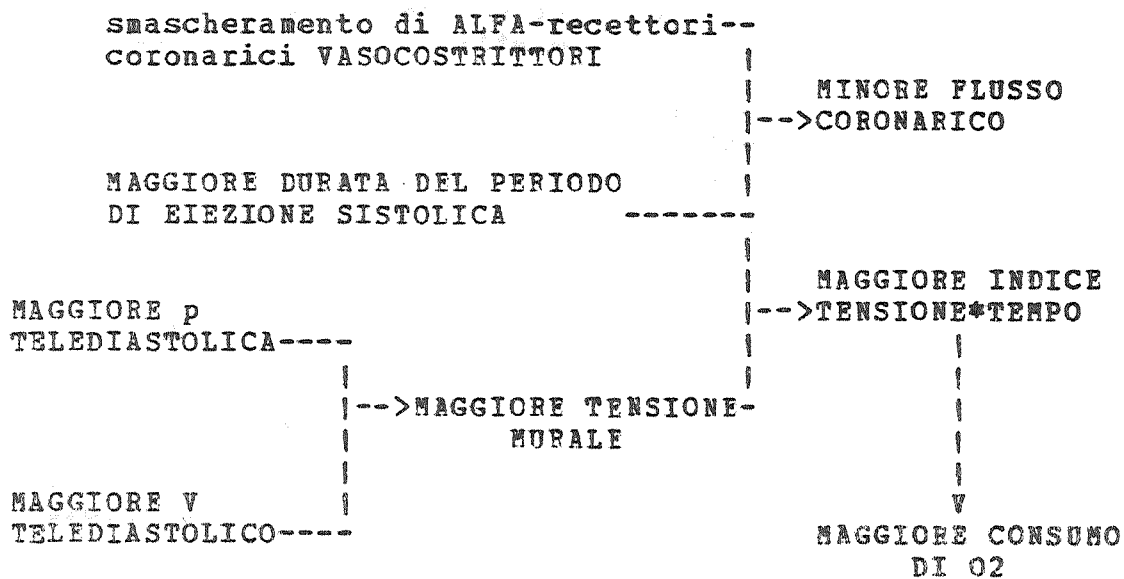 smascheramento di ALFA-recettori--
coronarici VASOCOSTRITTORI
MINORE FLUSSO
-->CORONARICO
MAGGIORE DURATA DEL PERIODO
DI EIEZIONE SISTOLICA -------
MAGGIORE INDICE
-->TENSIONE*TEMPO
MAGGIORE p
TELEDIASTOLICA----
-->MAGGIORE TENSIONE-
MURALE
MAGGIORE V
TELEDIASTOLICO----
V
MAGGIORE CONSUMO
DI O2